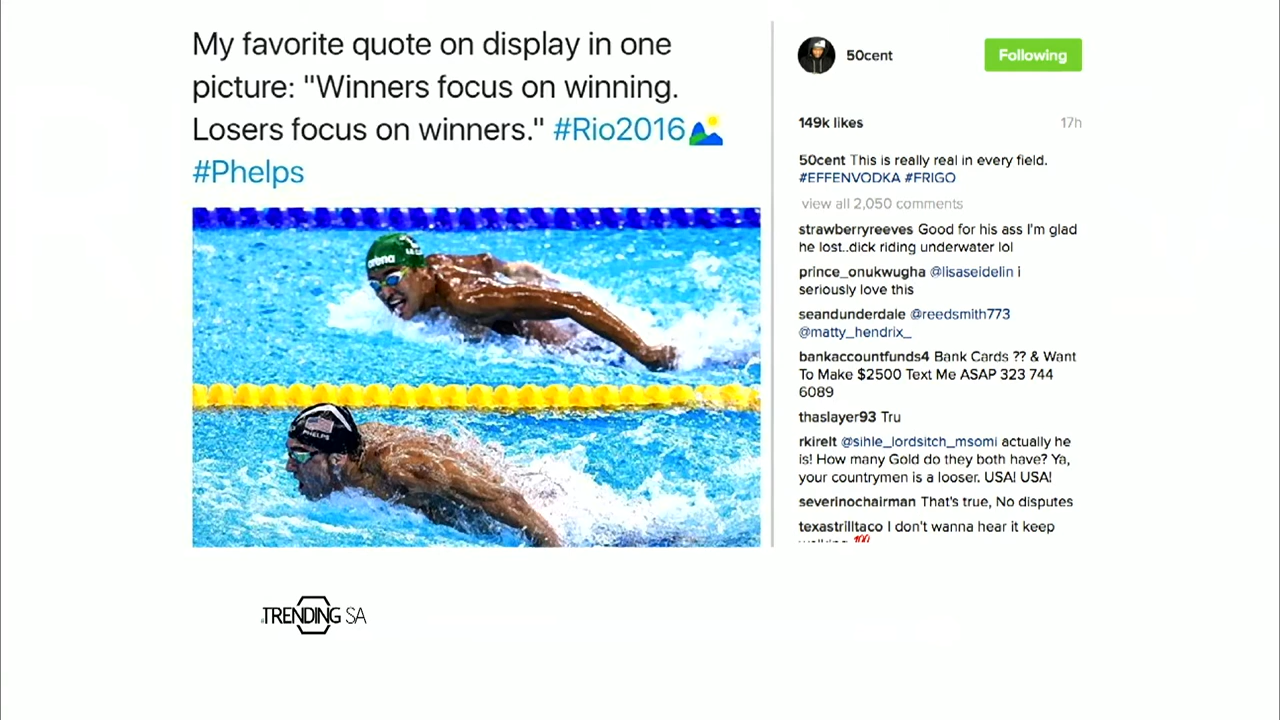 My favorite quote on display in one
picture: "Winners focus on winning.
Losers focus on winners." #Rio2016
#Phelps
arena
PHELPS
50cent
Following
149k likes
17h
50cent This is really real in every field.
#EFFENVODKA #FRIGO
view all 2,050 comments
strawberryreeves Good for his ass I'm glad
he lost..dick riding underwater lol
prince_onukwugha @lisaseidelin i
seriously love this
seandunderdale @reedsmith773
@matty_hendrix_
bankaccountfunds4 Bank Cards ?? & Want
To Make $2500 Text Me ASAP 323 744
6089
thaslayer93 Tru
rkirelt @sihle_lordsitch_msomi actually he
is! How many Gold do they both have? Ya,
your countrymen is a looser. USA! USA!
severinochairman That's true, No disputes
texastrilltaco I don't wanna hear it keep
TRENDING SA